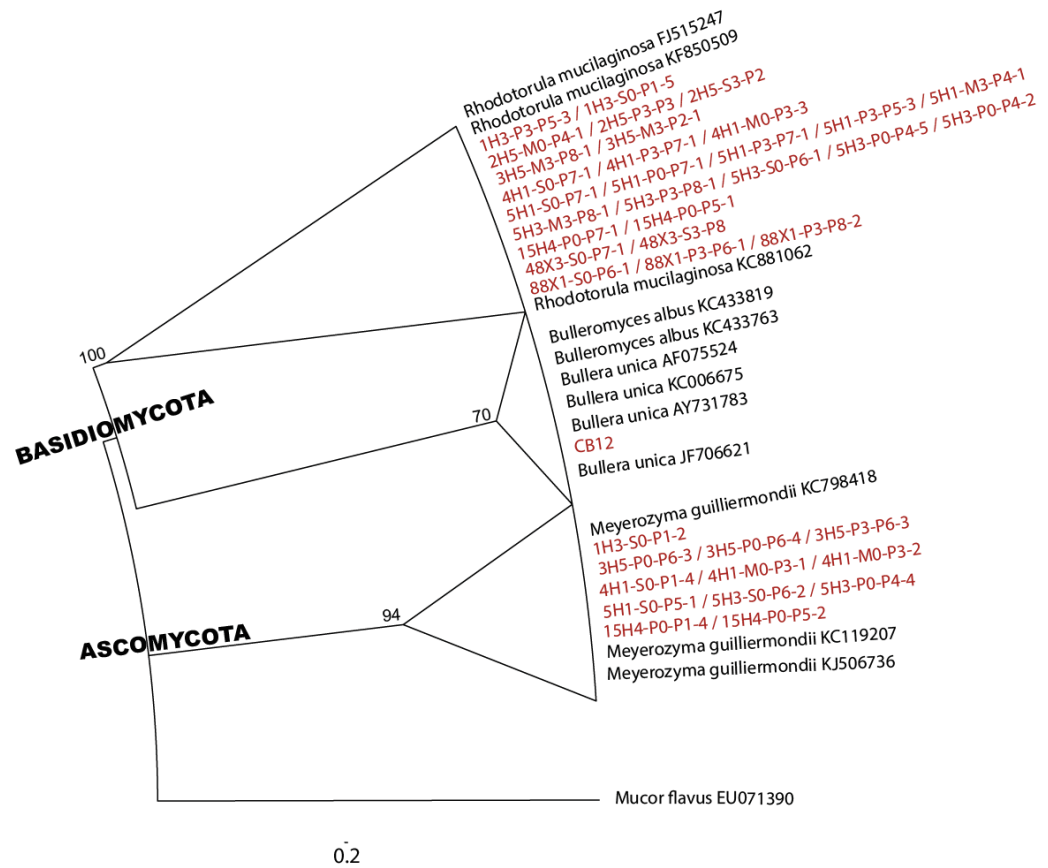 Rhodotorula mucilaginosa FJ515247
Rhodotorula mucilaginosa KF850509
1H3-P3-P5-3 / 1H3-S0-P1-5
2H5-M0-P4-1 / 2H5-P3-P3 / 2H5-S3-P2
3H5-M3-P8-1 / 3H5-M3-P2-1
4H1-S0-P7-1 / 4H1-P3-P7-1 / 4H1-M0-P3-3
5H1-S0-P7-1 / 5H1-P0-P7-1 / 5H1-P3-P7-1 / 5H1-P3-P5-3 / 5H1-M3-P4-1
5H3-M3-P8-1 / 5H3-P3-P8-1 / 5H3-S0-P6-1 / 5H3-P0-P4-5 / 5H3-P0-P4-2
15H4-P0-P7-1 / 15H4-P0-P5-1
48X3-S0-P7-1 / 48X3-S3-P8
88X1-S0-P6-1 / 88X1-P3-P6-1 / 88X1-P3-P8-2
Rhodotorula mucilaginosa KC881062
100
BASIDIOMYCOTA
Bulleromyces albus KC433819
Bulleromyces albus KC433763
Bullera unica AF075524
Bullera unica KC006675
Bullera unica AY731783
CB12
Bullera unica JF706621
70
Meyerozyma guilliermondii KC798418
1H3-S0-P1-2
3H5-P0-P6-3 / 3H5-P0-P6-4 / 3H5-P3-P6-3
4H1-S0-P1-4 / 4H1-M0-P3-1 / 4H1-M0-P3-2
5H1-S0-P5-1 / 5H3-S0-P6-2 / 5H3-P0-P4-4
15H4-P0-P1-4 / 15H4-P0-P5-2
Meyerozyma guilliermondii KC119207
Meyerozyma guilliermondii KJ506736
94
ASCOMYCOTA
Mucor flavus EU071390
0.2